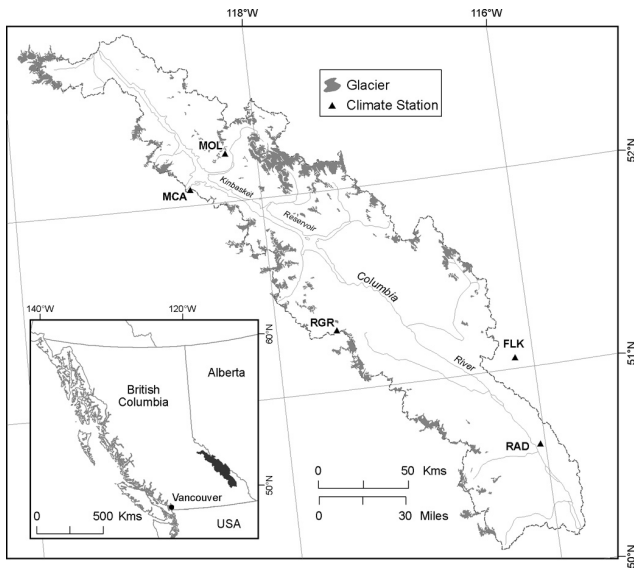 118°W
116°W
Glacier
Climate Station
MOL
52°N
MCA
Kinbasket
Reservoir
Columbia
140°W
120°W
60°N
RGR
FLK
51°N
River
Alberta
British
Columbia
RAD
0 50 Kms
0 30 Miles
50°N
Vancouver
0 500 Kms
USA
50°N